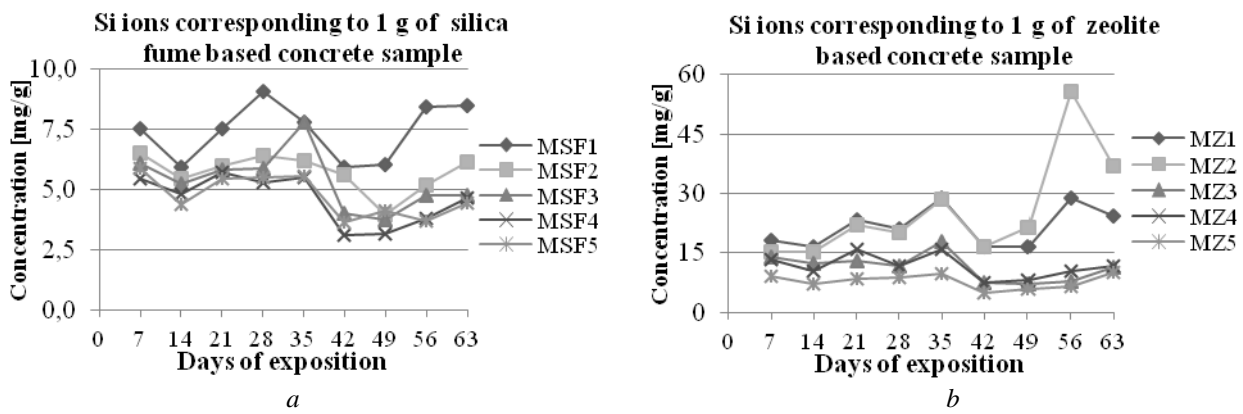 Si ions corresponding to 1 g of silica
fume based concrete sample
10,0
7,5
5,0
2,5
0,0
Concentration [mg/g]
0 7 14 21 28 35 42 49 56 63
Days of exposition
MSF1
MSF2
MSF3
MSF4
MSF5
a
Si ions corresponding to 1 g of zeolite
based concrete sample
60
45
30
15
0
Concentration [mg/g]
0 7 14 21 28 35 42 49 56 63
Days of exposition
MZ1
MZ2
MZ3
MZ4
MZ5
b